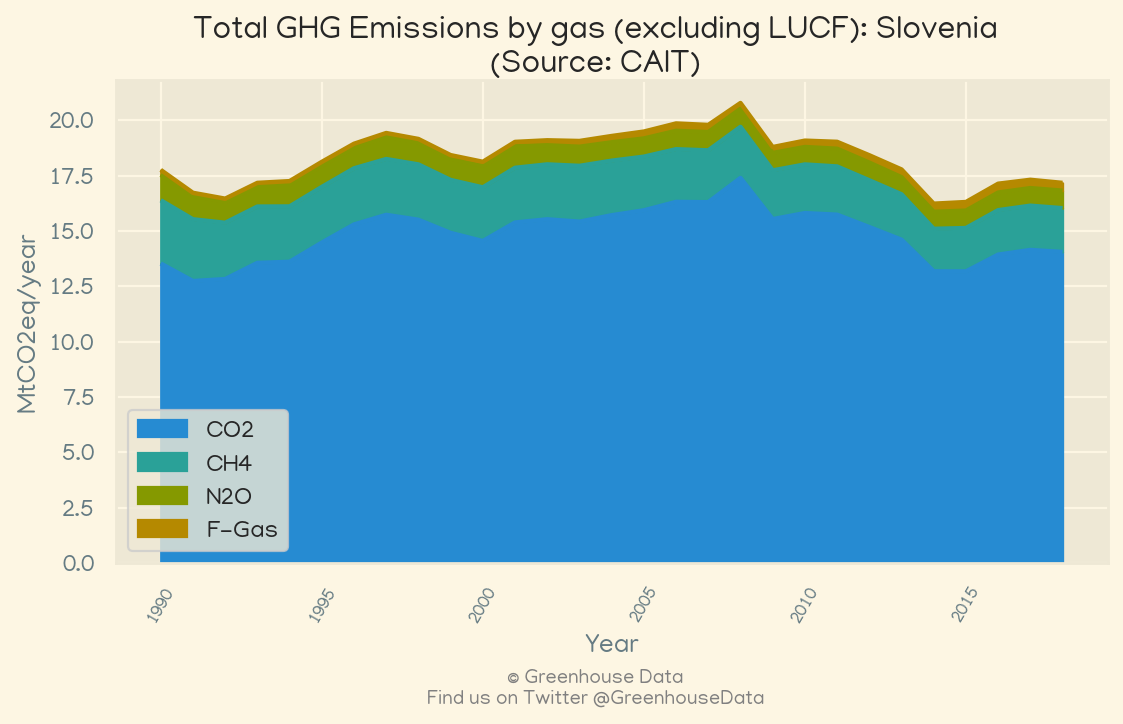 Total GHG Emissions by gas (excluding LUCF): Slovenia
(Source: CAIT)
MtCO2eq/year
20.0
17.5
15.0
12.5
10.0
7.5
5.0
2.5
0.0
CO2
CH4
N2O
F-Gas
1990
1995
2000
2005
2010
2015
Year
© Greenhouse Data
Find us on Twitter @GreenhouseData